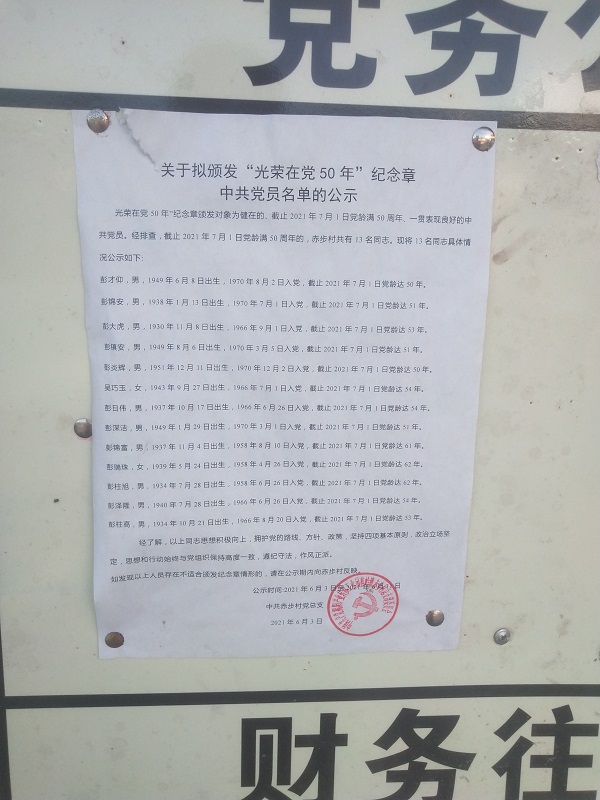 党务公
关于拟颁发“光荣在党50年”纪念章
中共党员名单的公示
光荣在党50年”纪念章颁发对象为健在的、截止2021年7月1日党龄满50周年、一贯表现良好的中
共党员。经排查，截止2021年7月1日党龄满50周年的，赤步村共有13名同志。现将13名同志具体情
况公示如下：
彭才仰，男，1949年6月8日出生，1970年8月2日入党，截止2021年7月1日党龄达50年。
彭锦安，男，1938年1月13日出生，1970年7月1日入党，截止2021年7月1日党龄达51年。
彭大虎，男，1930年11月8日出生，1966年9月1日入党，截止2021年7月1日党龄达53年。
彭填安，男，1949年8月6日出生，1970年3月5日入党，截止2021年7月1日党龄达51年。
彭炎辉，男，1951年12月11日出生，1970年12月2日入党，截止2021年7月1日党龄达50年。
吴巧玉，女，1943年9月27日出生，1966年7月1日入党，截止2021年7月1日党龄达54年。
彭日伟，男，1937年10月17日出生，1966年6月26日入党，截止2021年7月1日党龄达54年。
彭深洁，男，1949年1月29日出生，1970年3月1日入党，截止2021年7月1日党龄达51年。
彭锦富，男，1937年11月4日出生，1958年8月10日入党，截止2021年7月1日党龄达61年。
彭瑞珠，女，1939年5月24日出生，1958年4月26日入党，截止2021年7月1日党龄达62年。
彭柱旭，男，1934年7月28日出生，1958年6月26日入党，截止2021年7月1日党龄达62年。
彭泽隆，男，1940年7月28日出生，1966年6月26日入党，截止2021年7月1日党龄达54年。
彭柱亮，男，1934年10月21日出生，1966年8月20日入党，截止2021年7月1日党龄达53年。
经了解，以上同志思想积极向上，拥护党的路线、方针、政策，坚持四项基本原则，政治立场坚
定，思想和行动始终与党组织保持高度一致，遵纪守法，作风正派。
如发现以上人员存在不适合颁发纪念章情形的，请在公示期内向赤步村反映。
公示时间：2021年6月3日至2021年6月 日
中共赤步村党总支
2021年6月3日
财务往